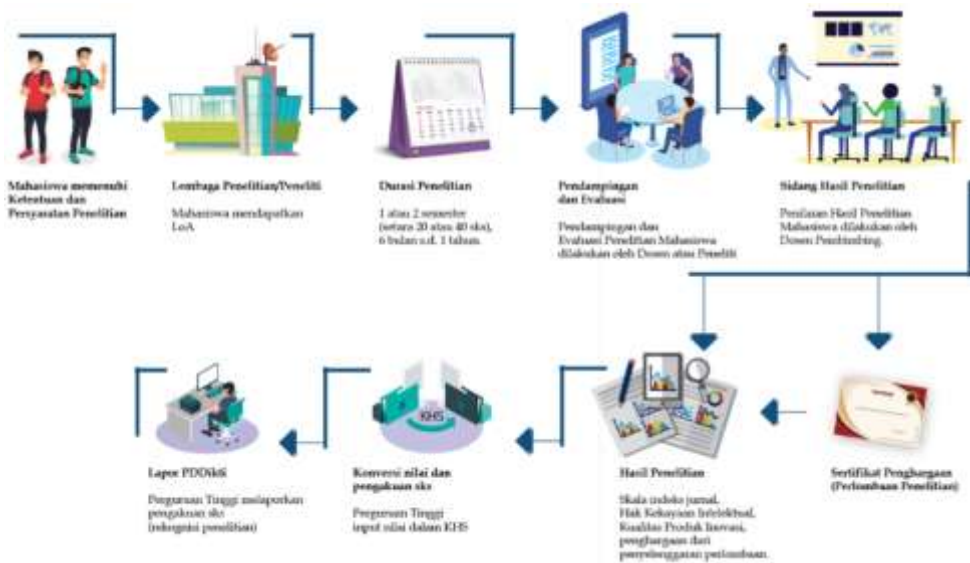 Mahasiswa memenuhi
Ketentuan dan
Persyaratan Penelitian
Lembaga Penelitian/Peneliti
Mahasiswa mendapatkan
LoA
Durasi Penelitian
1 atau 2 semester
(setara 20 atau 40 sks),
6 bulan s.d. 1 tahun
Pendampingan
dan Evaluasi
Pendampingan dan
Evaluasi Penelitian Mahasiswa
dilakukan oleh Dosen atau Peneliti
Sidang Hasil Penelitian
Penilaian Hasil Penelitian
Mahasiswa dilakukan oleh
Dosen Pembimbing.
Sertifikat Penghargaan
(Perlombaan Penelitian)
Hasil Penelitian
Skala indeks jurnal,
Hak Kekayaan Intelektual,
Kualitas Produk Inovasi,
penghargaan dari
penyelenggaran perlombaan.
KHS
Konversi nilai dan
pengakuan sks
Perguruan Tinggi
input nilai dalam KHS
Lapor PDDikti
Perguruan Tinggi melaporkan
pengakuan sks
(rekognisi penelitian)